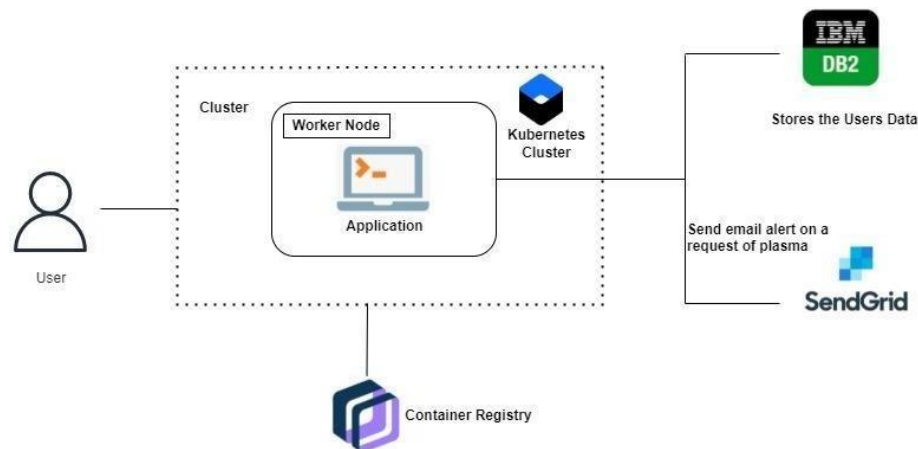 IBM
DB2
Stores the Users Data
Cluster
Worker Node
Kubernetes
Cluster
Application
User
Send email alert on a
request of plasma
SendGrid
Container Registry